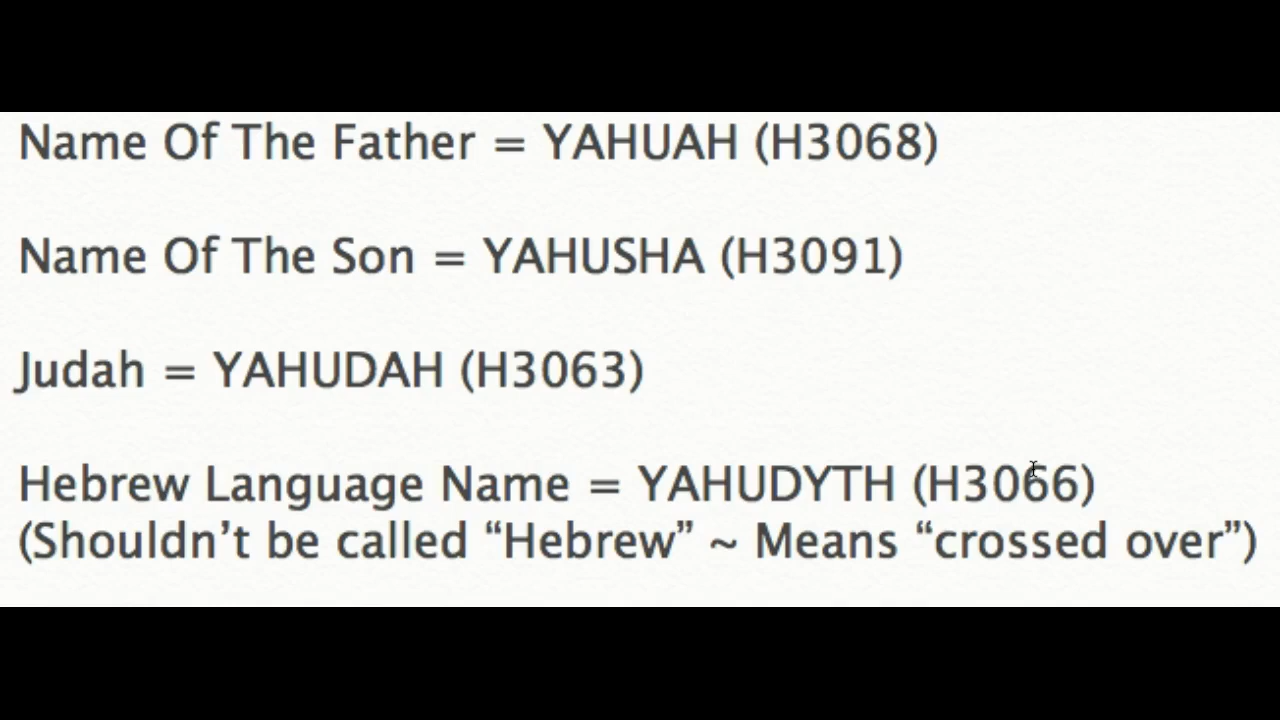 Name Of The Father = YAHUAH (H3068)
Name Of The Son = YAHUSHA (H3091)
Judah = YAHUDAH (H3063)
Hebrew Language Name = YAHUDYTH (H3066)
(Shouldn’t be called “Hebrew” ~ Means “crossed over”)